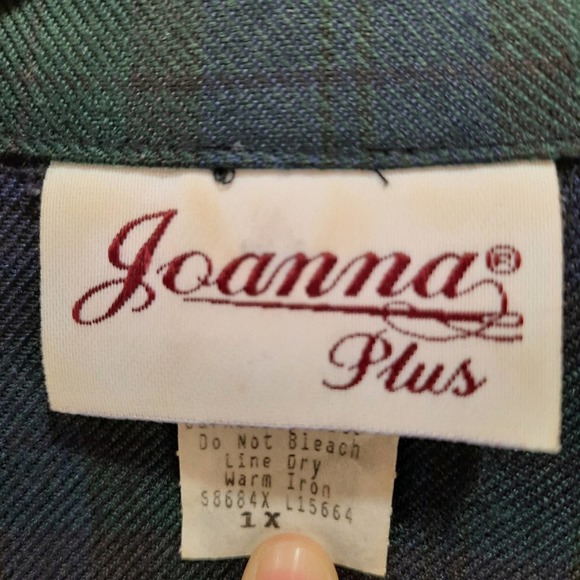 Joanna®
Plus
Do Not Bleach
Line Dry
Warm Iron
S8684X L15664
1X